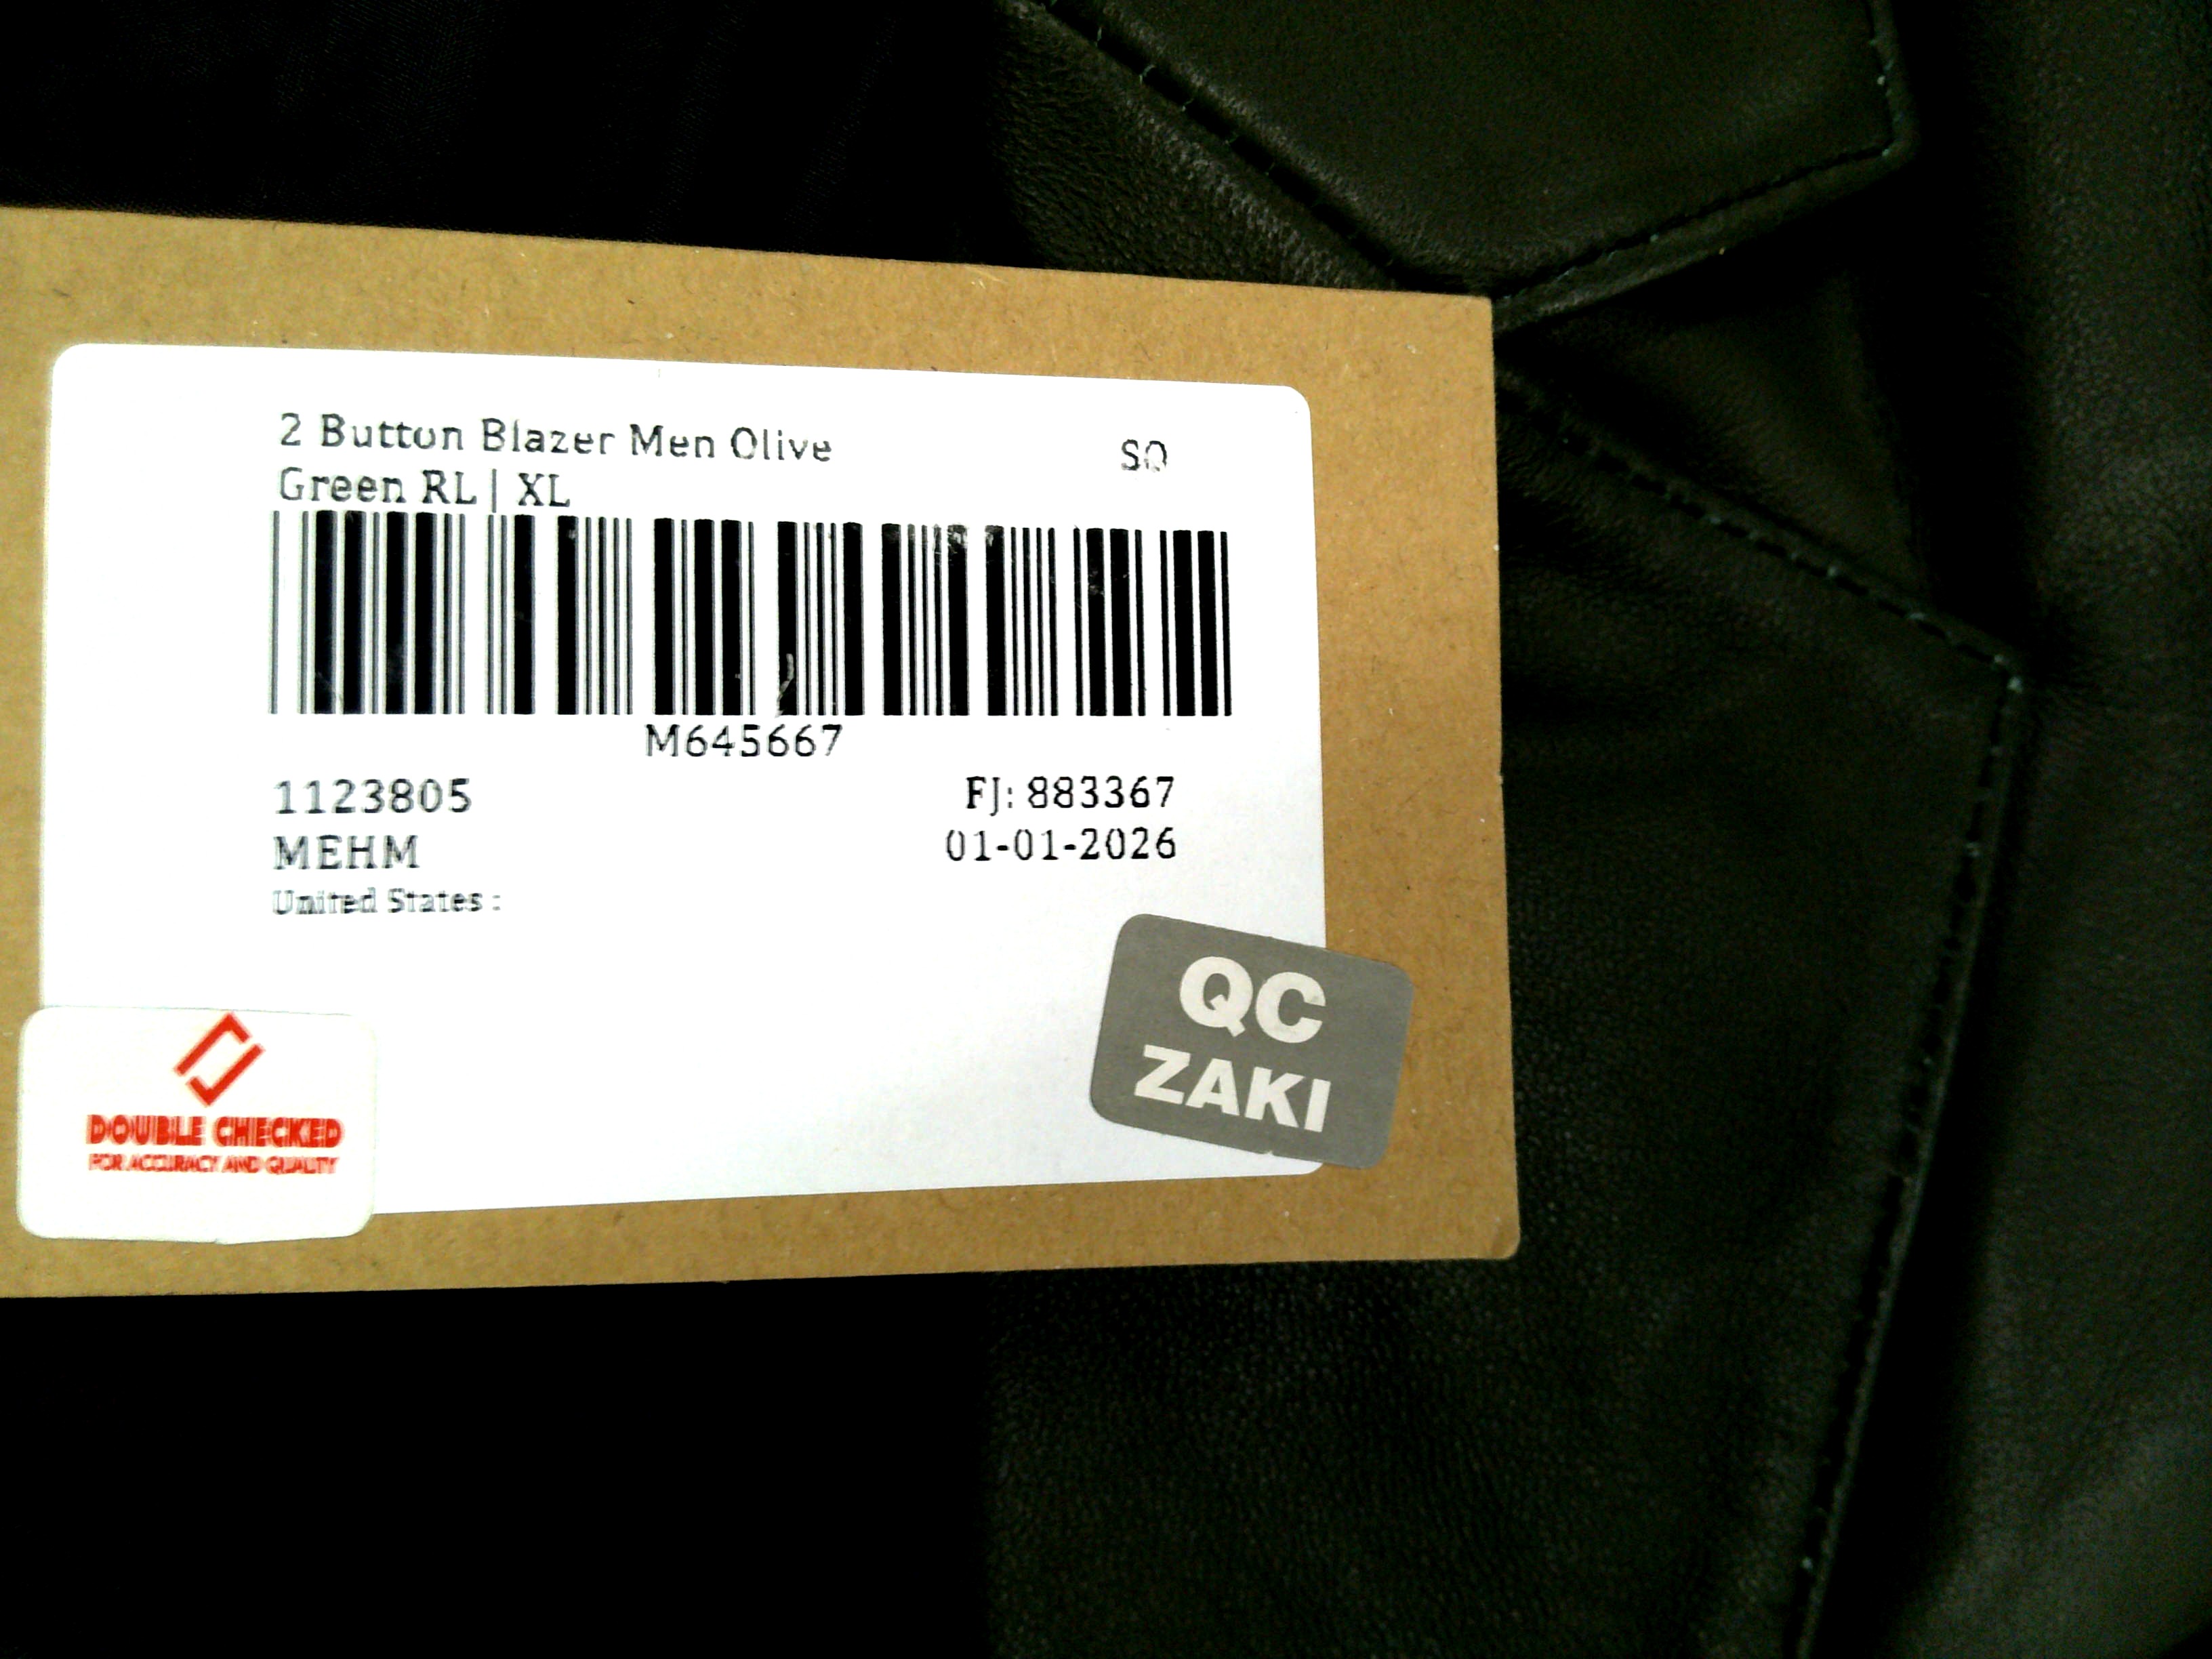 2 Button Blazer Men Olive
Green RL | XL
SO
M645667
1123805
MEHM
United States :
FJ: 883367
01-01-2026
QC
ZAKI
DOUBLE CHECKED
FOR ACCURACY AND QUALITY